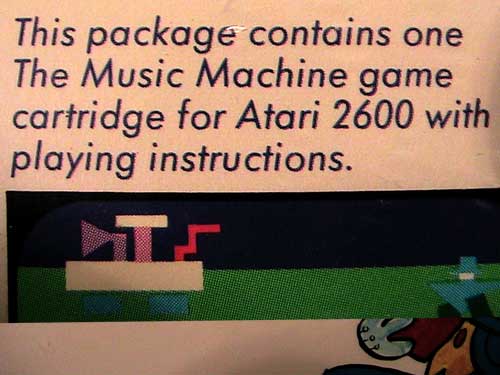 This package contains one
The Music Machine game
cartridge for Atari 2600 with
playing instructions.